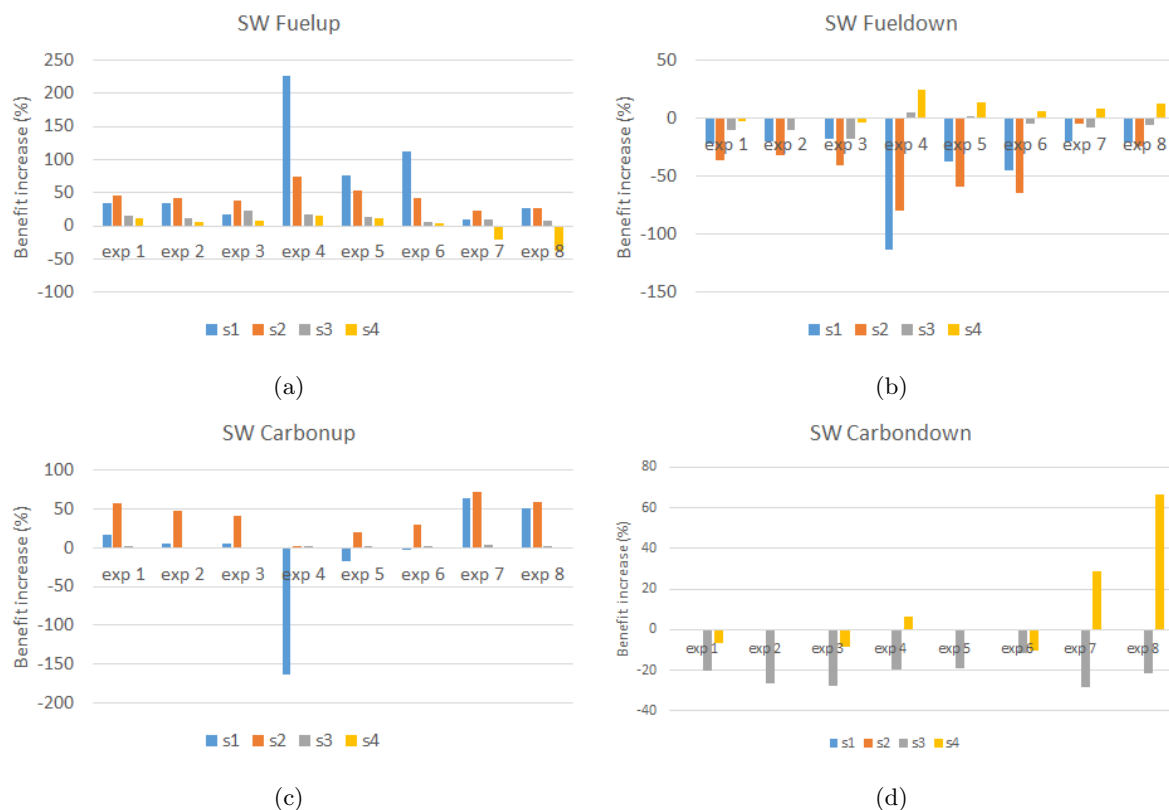 SW Fuelup
Benefit increase (%)
250
200
150
100
50
0
-50
-100
exp 1 exp 2 exp 3 exp 4 exp 5 exp 6 exp 7 exp 8
s1 s2 s3 s4
(a)
SW Fueldown
Benefit increase (%)
50
0
-50
-100
-150
exp 1 exp 2 exp 3 exp 4 exp 5 exp 6 exp 7 exp 8
s1 s2 s3 s4
(b)
SW Carbonup
Benefit increase (%)
100
50
0
-50
-100
-150
-200
exp 1 exp 2 exp 3 exp 4 exp 5 exp 6 exp 7 exp 8
s1 s2 s3 s4
(c)
SW Carbondown
Benefit increase (%)
80
60
40
20
0
-20
-40
exp 1 exp 2 exp 3 exp 4 exp 5 exp 6 exp 7 exp 8
s1 s2 s3 s4
(d)